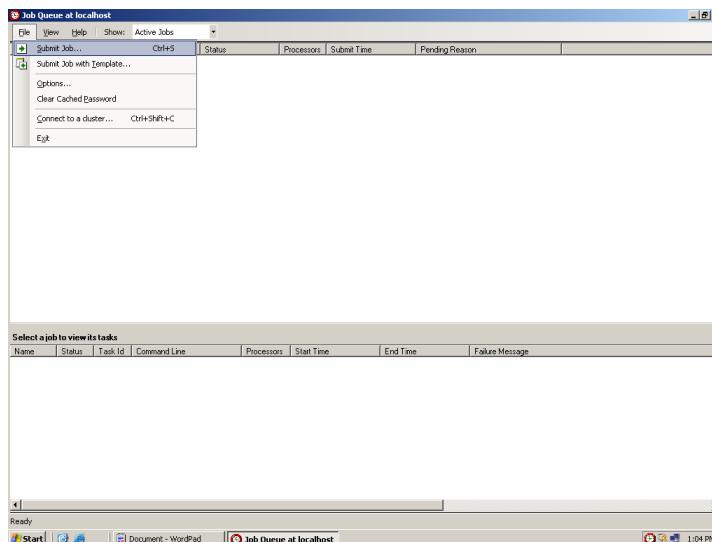 Job Queue at localhost
File View Help Show: Active Jobs
Submit Job... Ctrl+S
Status Processors Submit Time Pending Reason
Submit Job with Template...
Options...
Clear Cached Password
Connect to a cluster... Ctrl+Shift+C
Exit
Select a job to view its tasks
Name Status Task Id Command Line Processors Start Time End Time Failure Message
Ready
Start Document - WordPad Job Queue at localhost 1:04 PM